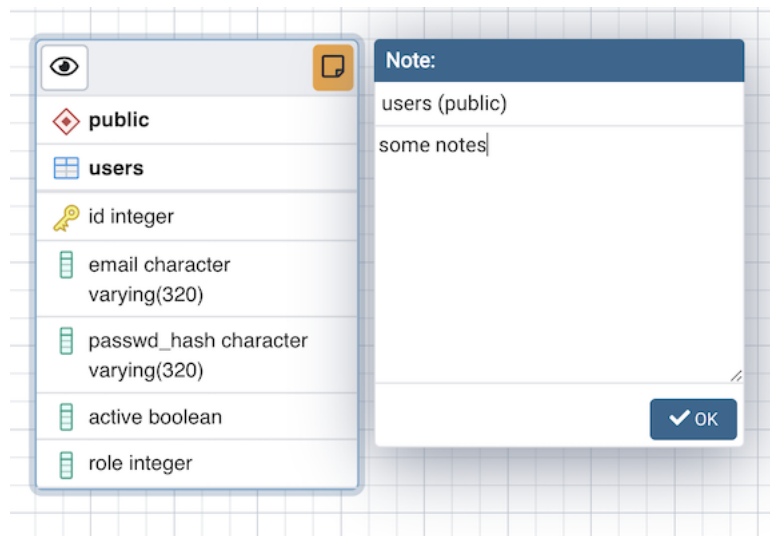 public
users
id integer
email character
varying(320)
passwd_hash character
varying(320)
active boolean
role integer
Note:
users (public)
some notes
OK